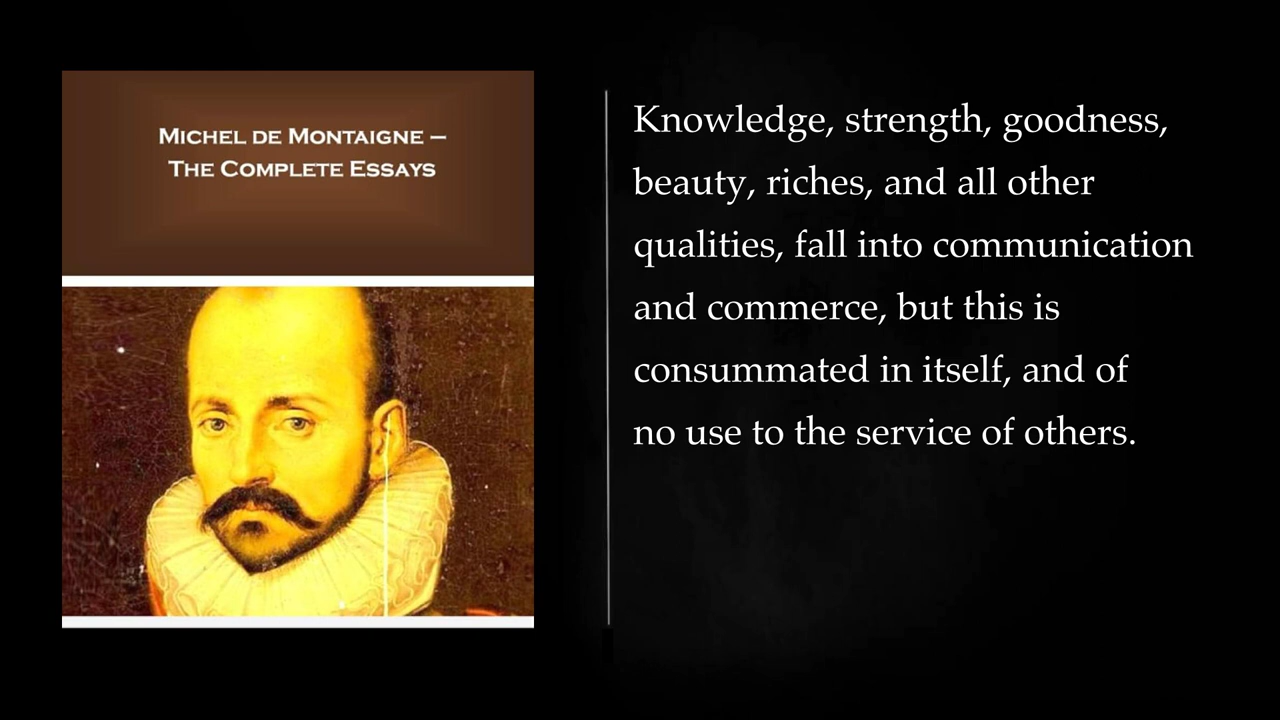 MICHEL DE MONTAIGNE –
THE COMPLETE ESSAYS
Knowledge, strength, goodness,
beauty, riches, and all other
qualities, fall into communication
and commerce, but this is
consummated in itself, and of
no use to the service of others.